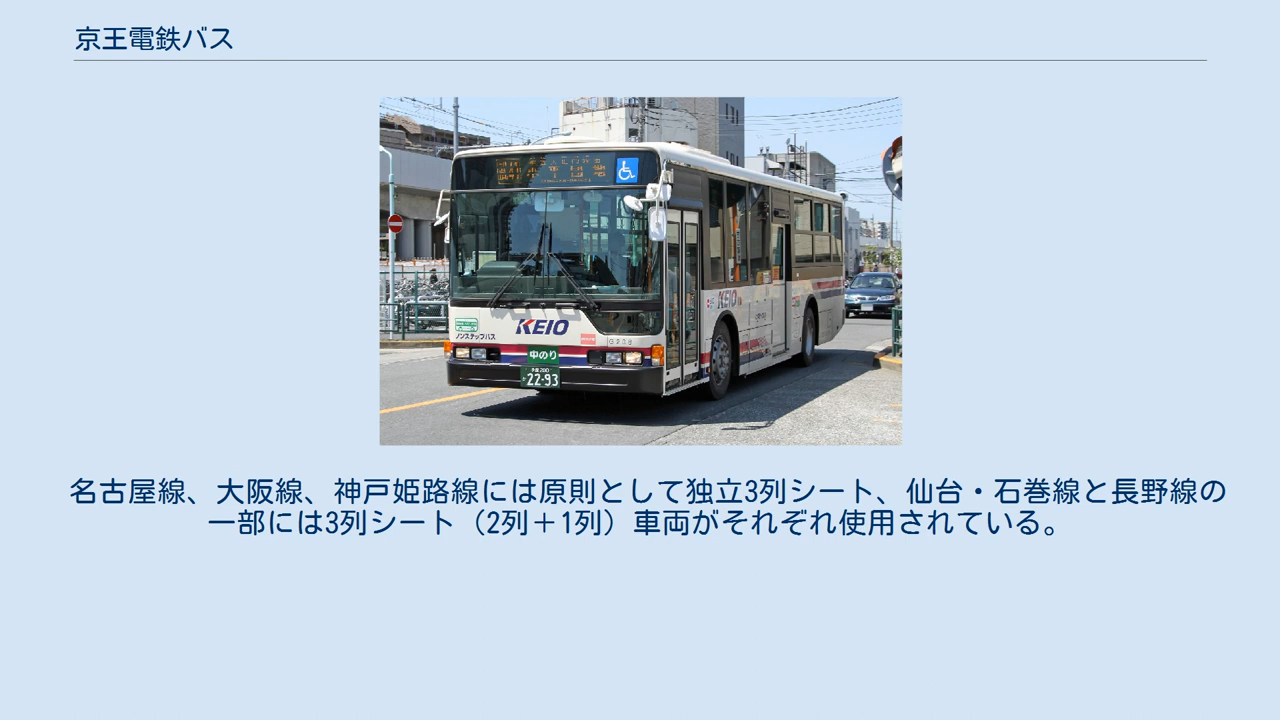 京王電鉄バス
KEIO
KEIO
ノンステップバス
G208
中のり
22-93
名古屋線、大阪線、神戸姫路線には原則として独立3列シート、仙台・石巻線と長野線の
一部には3列シート（2列＋1列）車両がそれぞれ使用されている。